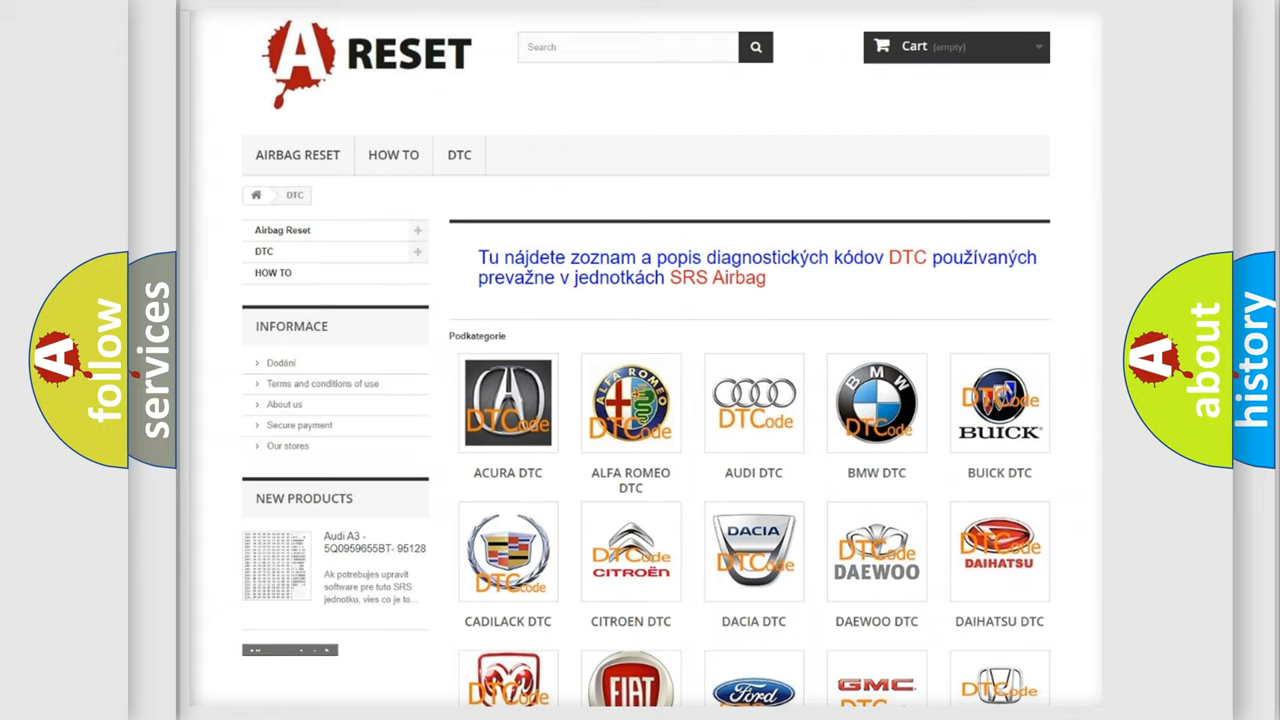 A RESET
Search
Cart (empty)
AIRBAG RESET
HOW TO
DTC
DTC
Airbag Reset
DTC
HOW TO
Tu nájdete zoznam a popis diagnostických kódov DTC používaných
prevažne v jednotkách SRS Airbag
INFORMACE
Dodání
Terms and conditions of use
About us
Secure payment
Our stores
Podkategorie
DTCode
ALFA ROMEO
DTCode
DTCode
BMW
DTCode
DTCode
BUICK
ACURA DTC
ALFA ROMEO
DTC
AUDI DTC
BMW DTC
BUICK DTC
NEW PRODUCTS
Audi A3 -
5Q0959655BT- 95128
Ak potrebujes upravit
software pre tuto SRS
jednotku, vies co je to...
DTCode
DTCode
CITROËN
DACIA
DTCode
DTCode
DAEWOO
DTCode
DAIHATSU
CADILACK DTC
CITROEN DTC
DACIA DTC
DAEWOO DTC
DAIHATSU DTC
DTCode
FIAT
Ford
GMC
DTCode
A follow
services
A about
history